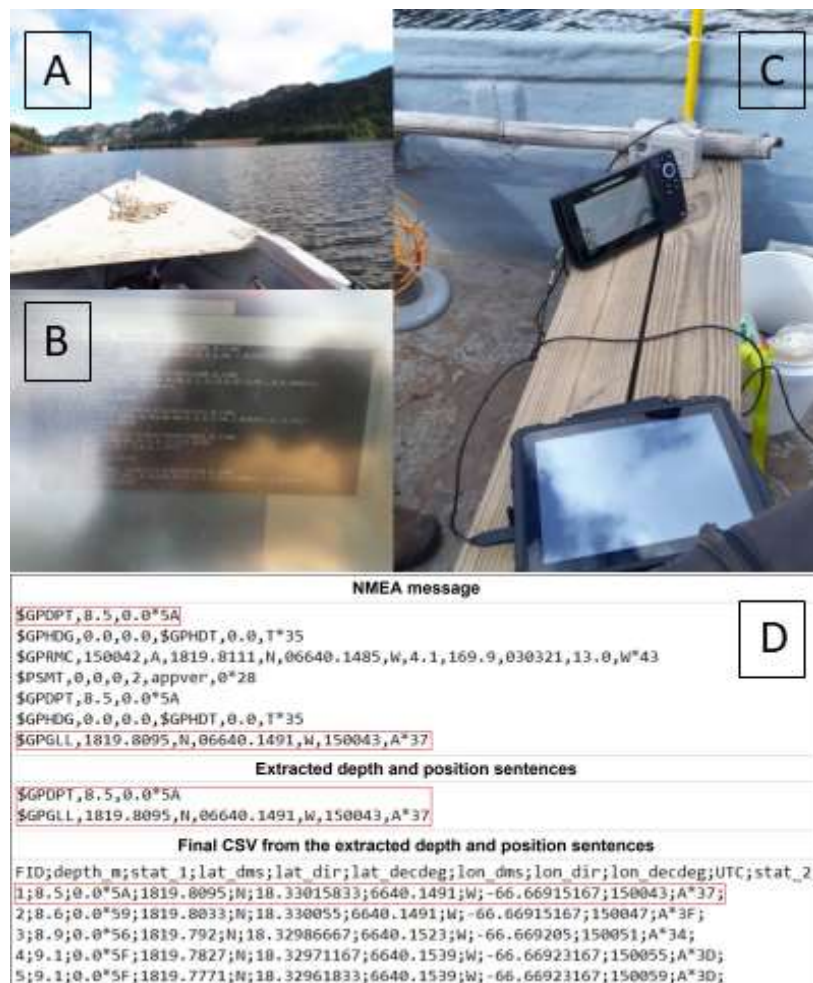 A
B
C
D
NMEA message
$GPDPT,8.5,0.0*5A
$GPHDG,0.0,0.0,$GPHDT,0.0,T*35
$GPRMC,150042,A,1819.8111,N,06640.1485,W,4.1,169.9,030321,13.0,W*43
$PSMT,0,0,0,2,appver,0*28
$GPDPT,8.5,0.0*5A
$GPHDG,0.0,0.0,$GPHDT,0.0,T*35
$GPGLL,1819.8095,N,06640.1491,W,150043,A*37
Extracted depth and position sentences
$GPDPT,8.5,0.0*5A
$GPGLL,1819.8095,N,06640.1491,W,150043,A*37
Final CSV from the extracted depth and position sentences
FID;depth_m;stat_1;lat_dms;lat_dir;lat_decdeg;lon_dms;lon_dir;lon_decdeg;UTC;stat_2
1;8.5;0.0*5A;1819.8095;N;18.33015833;6640.1491;W;-66.66915167;150043;A*37;
2;8.6;0.0*59;1819.8033;N;18.330055;6640.1491;W;-66.66915167;150047;A*3F;
3;8.9;0.0*56;1819.792;N;18.32986667;6640.1523;W;-66.669205;150051;A*34;
4;9.1;0.0*5F;1819.7827;N;18.32971167;6640.1539;W;-66.66923167;150055;A*3D;
5;9.1;0.0*5F;1819.7771;N;18.32961833;6640.1539;W;-66.66923167;150059;A*3D;